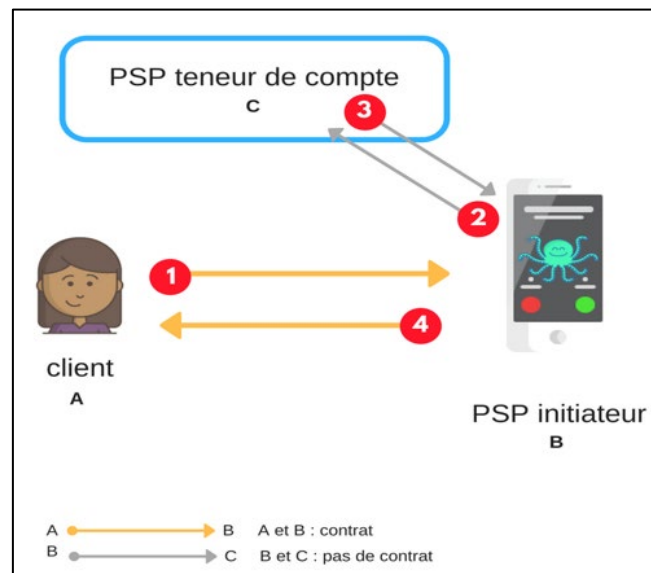 PSP teneur de compte
C
3
2
1
4
client
A
PSP initiateur
B
A B A et B : contrat
B C B et C : pas de contrat